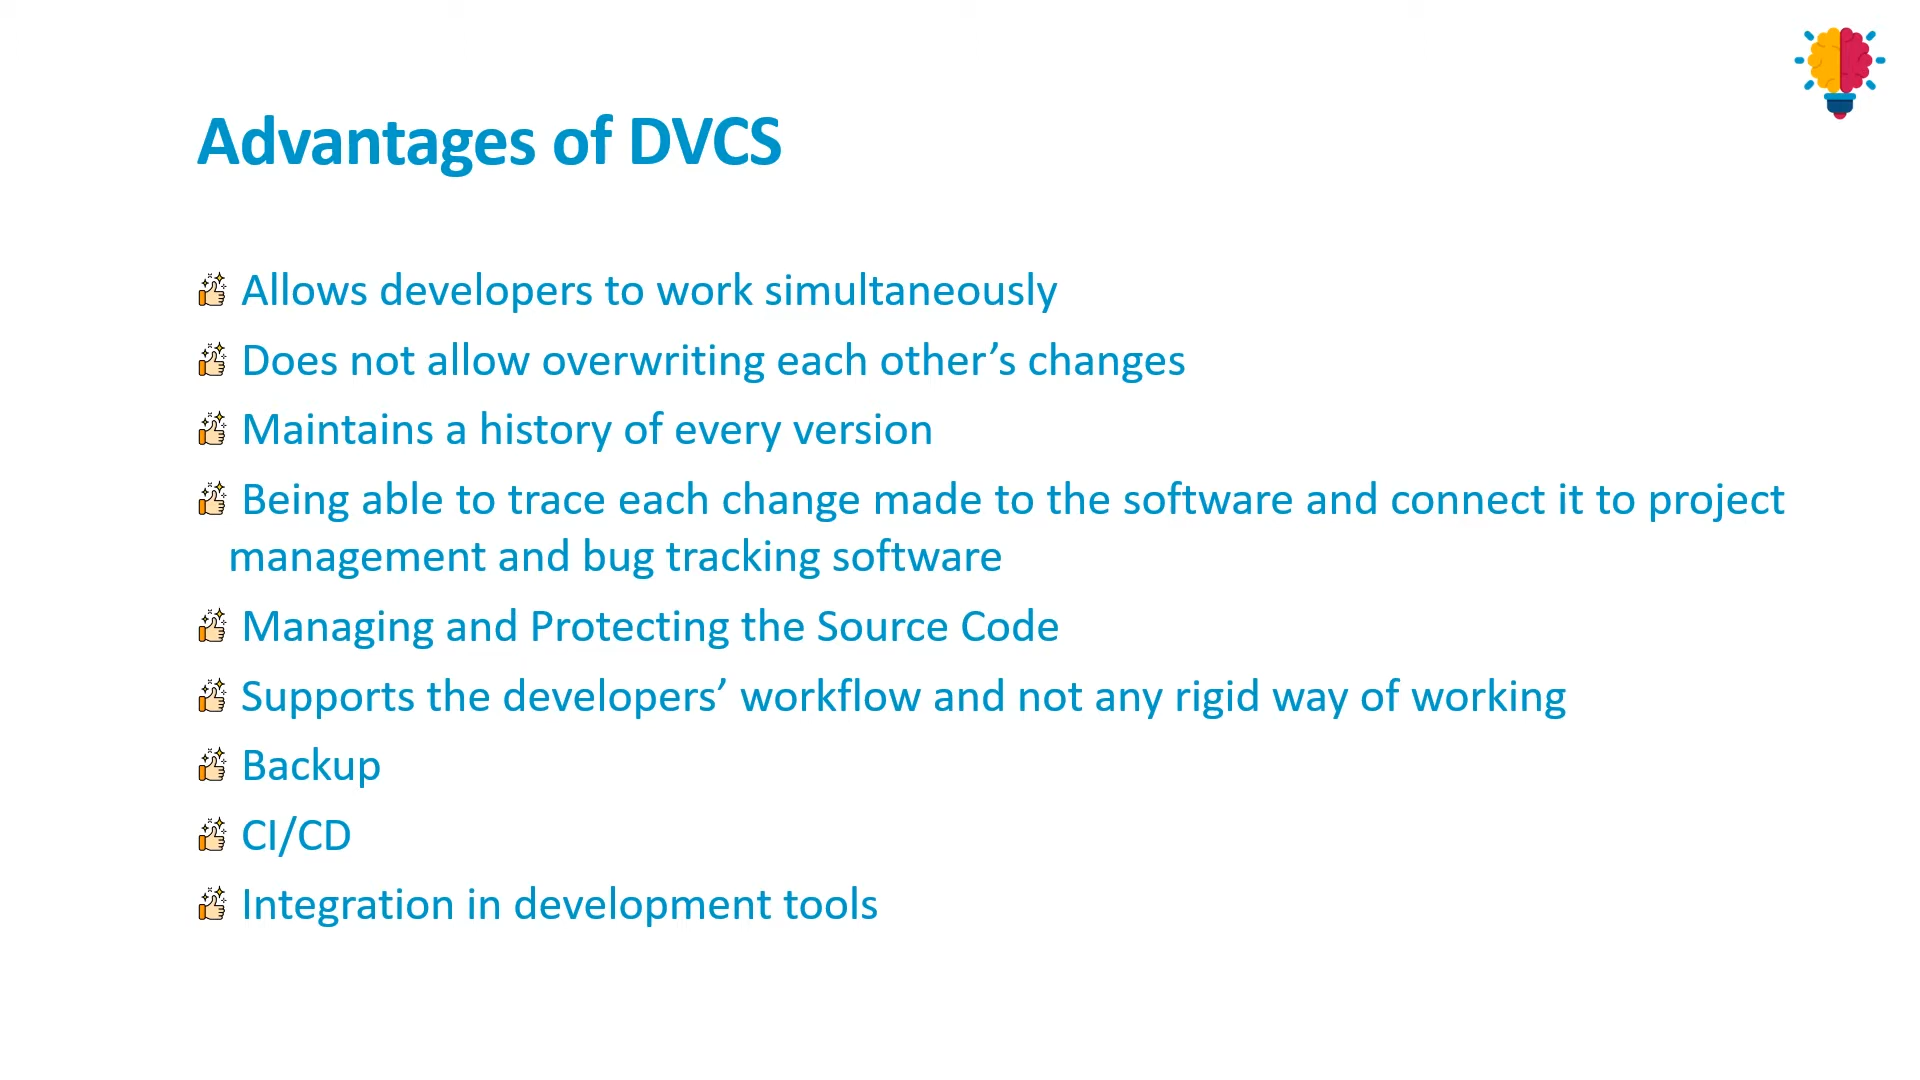 Advantages of DVCS
Allows developers to work simultaneously
Does not allow overwriting each other’s changes
Maintains a history of every version
Being able to trace each change made to the software and connect it to project
management and bug tracking software
Managing and Protecting the Source Code
Supports the developers’ workflow and not any rigid way of working
Backup
CI/CD
Integration in development tools